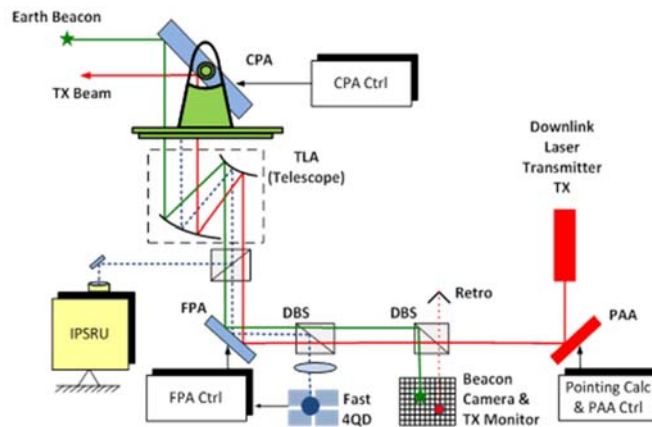 Earth Beacon
CPA
TX Beam
CPA Ctrl
TLA
(Telescope)
Downlink
Laser
Transmitter
TX
IPSRU
FPA
DBS
DBS
Retro
PAA
FPA Ctrl
Fast
4QD
Beacon
Camera &
TX Monitor
Pointing Calc
& PAA Ctrl